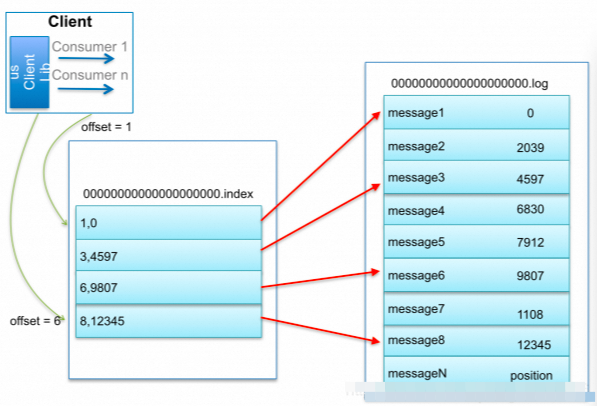 Client
us
Client
Lib
Consumer 1
Consumer n
offset = 1
offset = 6
00000000000000000000.index
1,0
3,4597
6,9807
8,12345
00000000000000000000.log
message1 0
message2 2039
message3 4597
message4 6830
message5 7912
message6 9807
message7 1108
message8 12345
messageN position